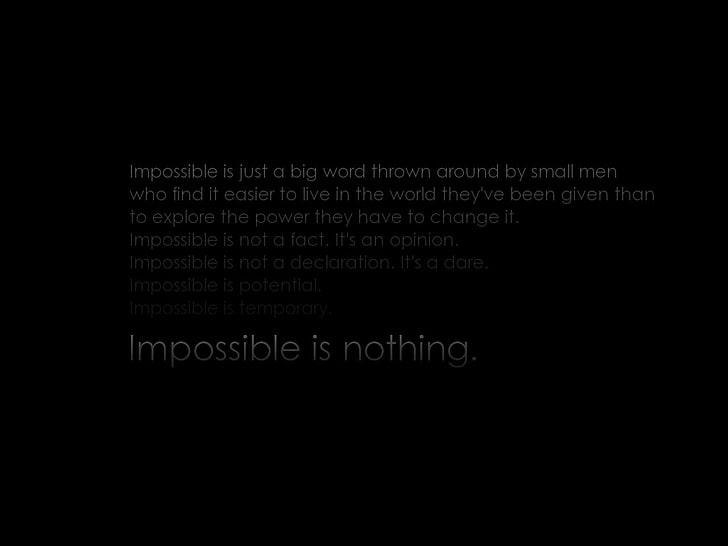 Impossible is just a big word thrown around by small men
who find it easier to live in the world they've been given than
to explore the power they have to change it.
Impossible is not a fact. It's an opinion.
Impossible is not a declaration. It's a dare.
Impossible is potential.
Impossible is temporary.
Impossible is nothing.